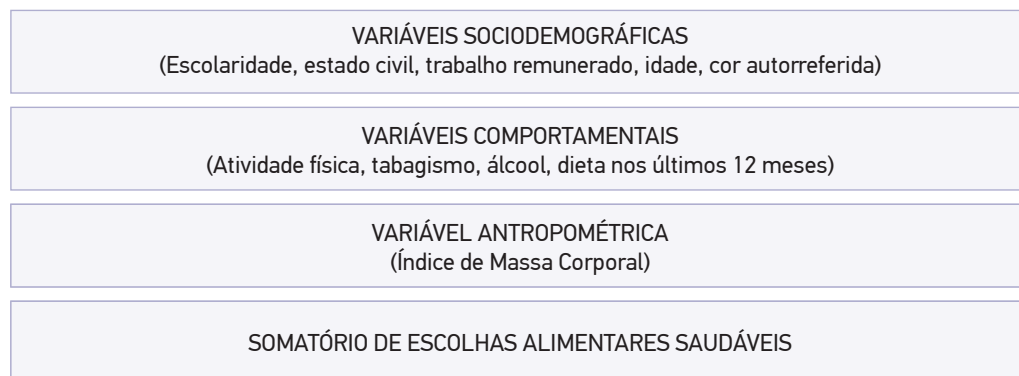 VARIÁVEIS SOCIODEMOGRÁFICAS
(Escolaridade, estado civil, trabalho remunerado, idade, cor autorreferida)
VARIÁVEIS COMPORTAMENTAIS
(Atividade física, tabagismo, álcool, dieta nos últimos 12 meses)
VARIÁVEL ANTROPOMÉTRICA
(Índice de Massa Corporal)
SOMATÓRIO DE ESCOLHAS ALIMENTARES SAUDÁVEIS